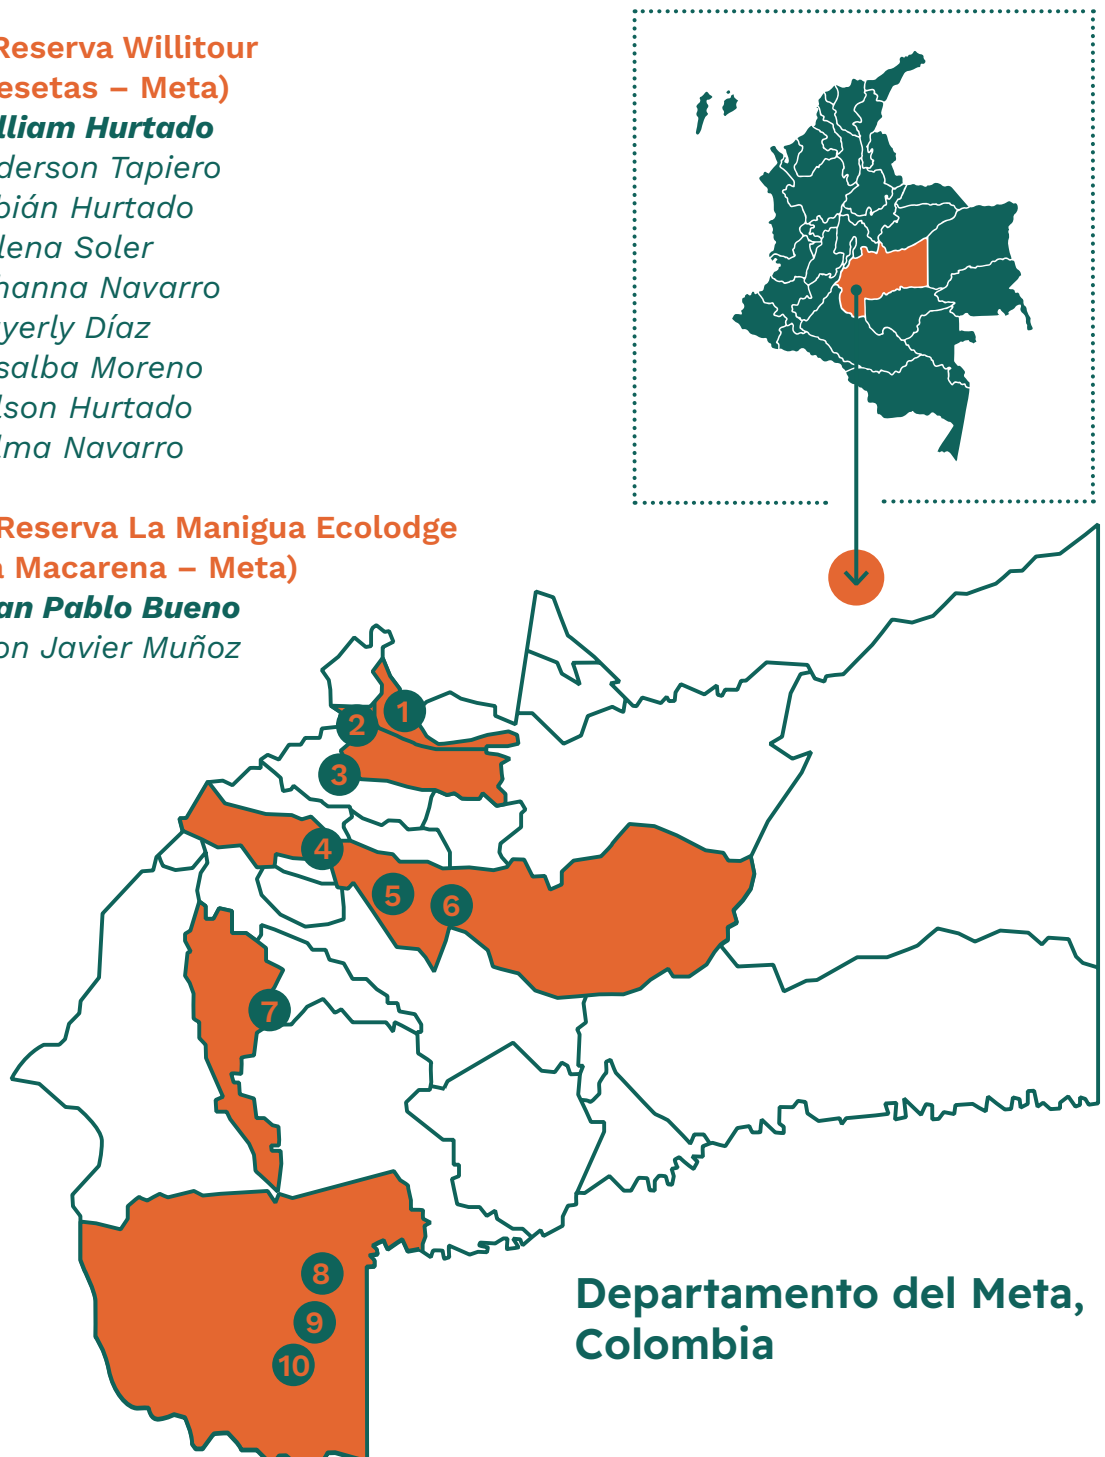 Reserva Willitour
esetas – Meta)
lliam Hurtado
derson Tapiero
bián Hurtado
lena Soler
hanna Navarro
yerly Díaz
salba Moreno
lson Hurtado
lma Navarro
Reserva La Manigua Ecolodge
a Macarena – Meta)
an Pablo Bueno
on Javier Muñoz
1
2
3
4
5
6
7
8
9
10
Departamento del Meta,
Colombia